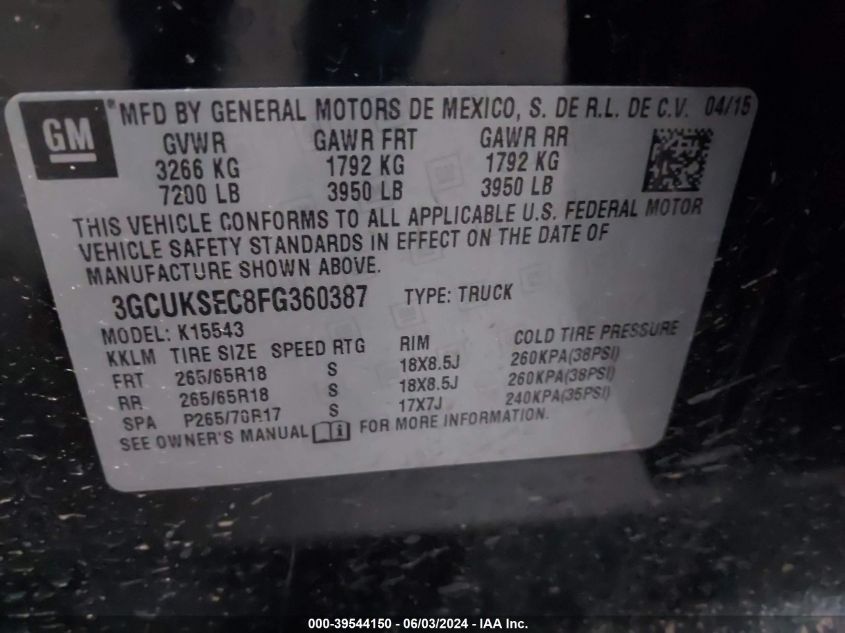 GM
®MFD BY GENERAL MOTORS DE MEXICO, S. DE R.L. DE C.V. 04/15
GVWR GAWR FRT GAWR RR
3266 KG 1792 KG 1792 KG
7200 LB 3950 LB 3950 LB
THIS VEHICLE CONFORMS TO ALL APPLICABLE U.S. FEDERAL MOTOR
VEHICLE SAFETY STANDARDS IN EFFECT ON THE DATE OF
MANUFACTURE SHOWN ABOVE.
3GCUKSEC8FG360387 TYPE: TRUCK
MODEL: K15543
KKLM TIRE SIZE SPEED RTG RIM COLD TIRE PRESSURE
FRT 265/65R18 S 18X8.5J 260KPA(38PSI)
RR 265/65R18 S 18X8.5J 260KPA(38PSI)
SPA P265/70R17 S 17X7J 240KPA(35PSI)
SEE OWNER'S MANUAL FOR MORE INFORMATION.
000-39544150 - 06/03/2024 - IAA Inc.